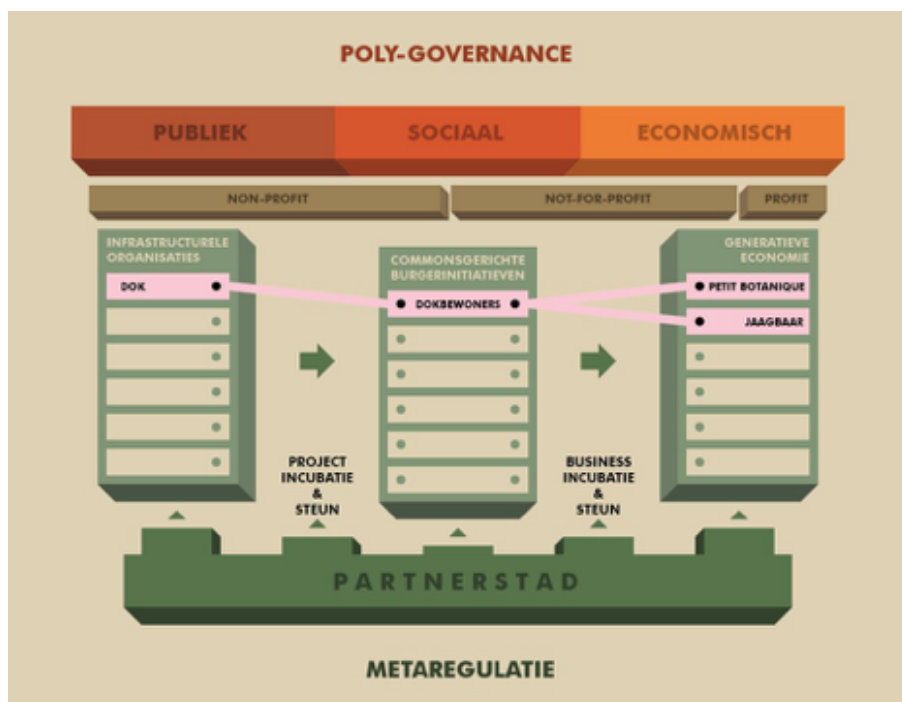 POLY-GOVERNANCE
PUBLIEK
SOCIAAL
ECONOMISCH
NON-PROFIT
NOT-FOR-PROFIT
PROFIT
INFRASTRUCTURELE
ORGANISATIES
DOK
COMMONSGERICHTE
BURGERINITIATIEVEN
DOKBEWONERS
GENERATIEVE
ECONOMIE
PETIT BOTANIQUE
JAAGBAAR
PROJECT
INCUBATIE
&
STEUN
BUSINESS
INCUBATIE
&
STEUN
PARTNERSTAD
METAREGULATIE